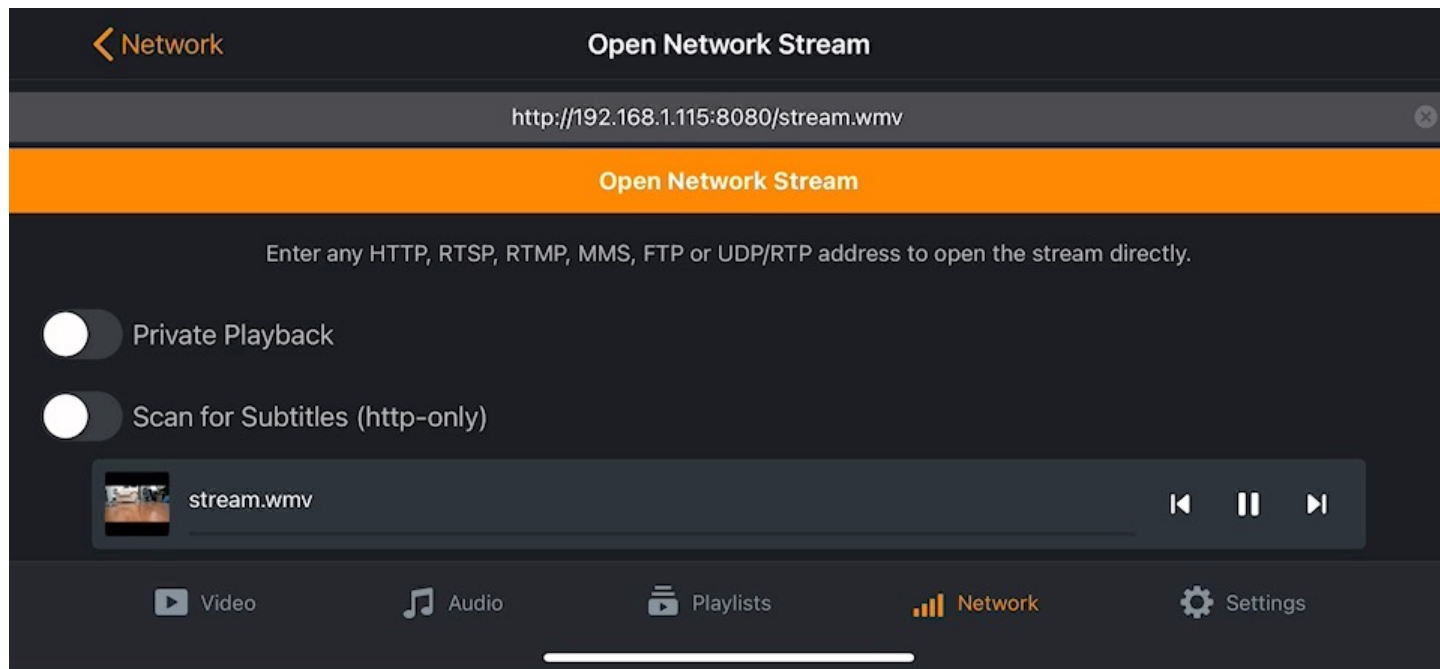 Network
Open Network Stream
http://192.168.1.115:8080/stream.wmv
Open Network Stream
Enter any HTTP, RTSP, RTMP, MMS, FTP or UDP/RTP address to open the stream directly.
Private Playback
Scan for Subtitles (http-only)
stream.wmv
Video
Audio
Playlists
Network
Settings